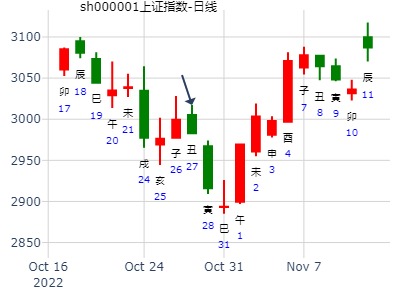 sh000001上证指数-日线
3100
3050
3000
2950
2900
2850
卯
17
辰
18
巳
19
午
20
未
21
戌
24
亥
25
子
26
丑
27
寅
28
巳
31
午
1
未
2
申
3
酉
4
子
7
丑
8
寅
9
卯
10
辰
11
Oct 16
2022
Oct 24
Oct 31
Nov 7